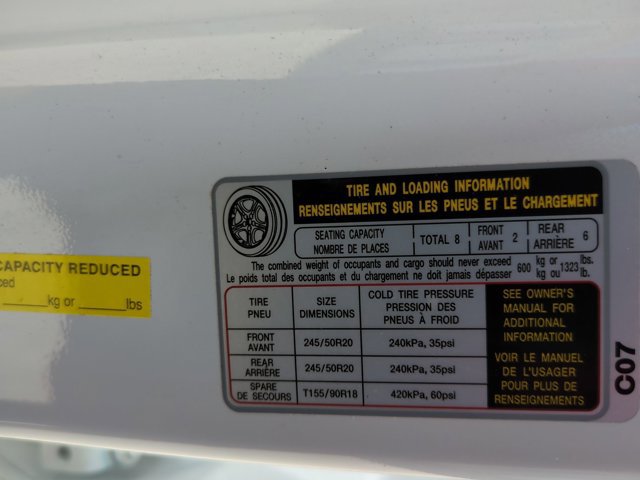 TIRE AND LOADING INFORMATION
RENSEIGNEMENTS SUR LES PNEUS ET LE CHARGEMENT
SEATING CAPACITY
NOMBRE DE PLACES
TOTAL 8
FRONT
AVANT 2
REAR
ARRIÈRE 6
The combined weight of occupants and cargo should never exceed 600 kg or 1323 lbs.
Le poids total des occupants et du chargement ne doit jamais dépasser kg ou lb.
TIRE
PNEU
SIZE
DIMENSIONS
COLD TIRE PRESSURE
PRESSION DES
PNEUS À FROID
FRONT
AVANT
245/50R20
240kPa, 35psi
REAR
ARRIÈRE
245/50R20
240kPa, 35psi
SPARE
DE SECOURS
T155/90R18
420kPa, 60psi
SEE OWNER'S
MANUAL FOR
ADDITIONAL
INFORMATION
VOIR LE MANUEL
DE L'USAGER
POUR PLUS DE
RENSEIGNEMENTS
C07
CAPACITY REDUCED
ced
_____kg or _____lbs